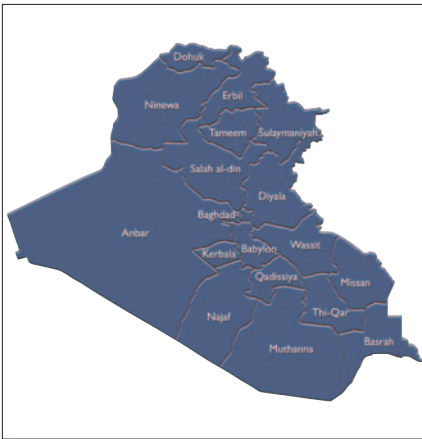 Dohuk
Erbil
Ninewa
Tameem
Sulaymaniyah
Salah al-din
Diyala
Baghdad
Anbar
Wassit
Babylon
Kerbala
Qadissiya
Missan
Thi-Qar
Najaf
Basrah
Muthanna